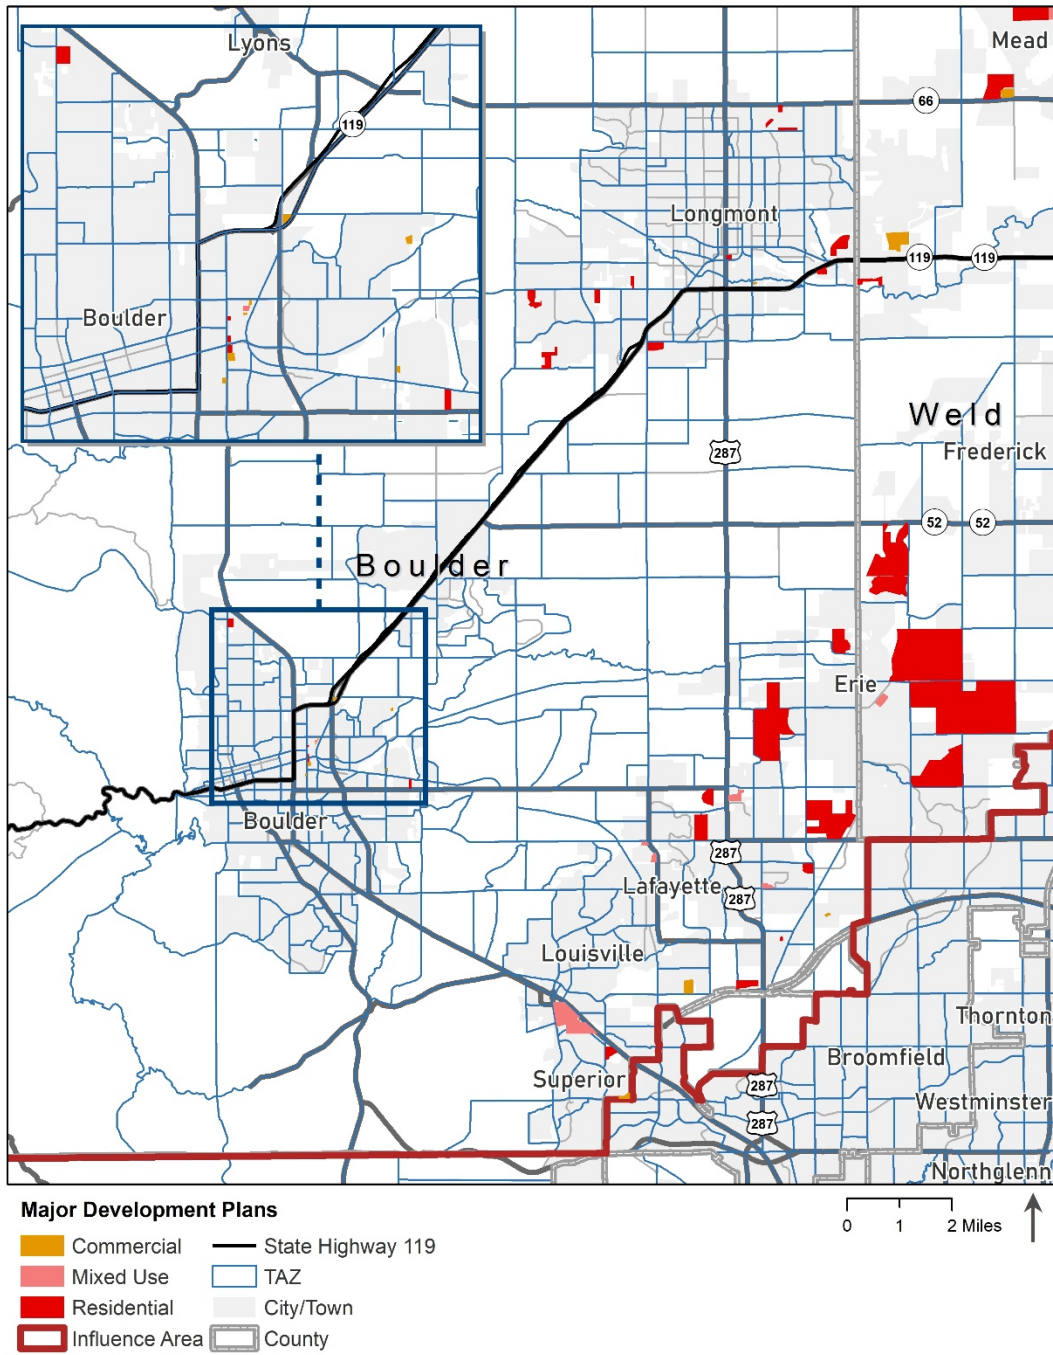 Lyons
Mead
66
119
Longmont
119
119
Boulder
Weld
Frederick
287
52
52
Boulder
Erie
Boulder
287
Lafayette
287
Louisville
Thornton
Broomfield
Superior
287
Westminster
287
Northglenn
Major Development Plans
Commercial
State Highway 119
Mixed Use
TAZ
Residential
City/Town
Influence Area
County
0 1 2 Miles